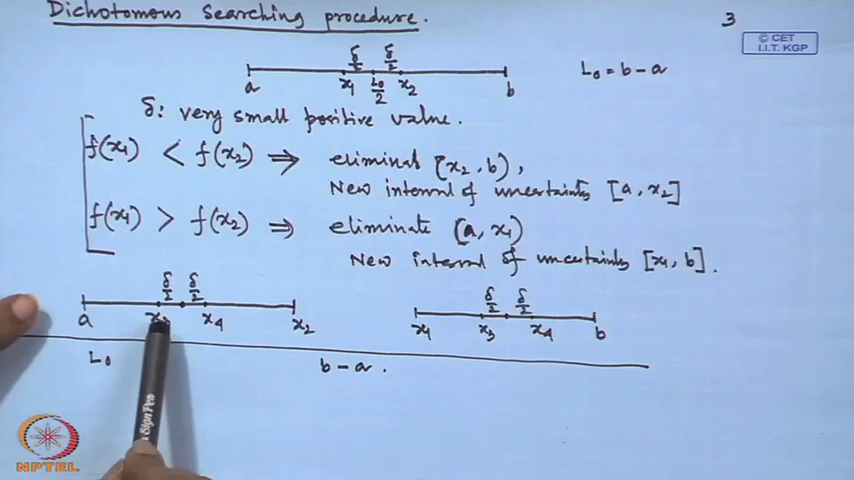 Dichotomous Searching procedure.
3
© CET
I.I.T. KGP
δ/2 δ/2
a x₁ L₀/2 x₂ b
L₀ = b - a
δ: very small positive value.
f(x₁) < f(x₂) ⇒ eliminate [x₂, b),
New interval of uncertainty [a, x₂]
f(x₁) > f(x₂) ⇒ eliminate (a, x₁)
New interval of uncertainty [x₁, b].
δ/2 δ/2
a x₄ x₂
δ/2 δ/2
x₁ x₃ x₄ b
L₀ b - a .
Sign Pen
NPTEL